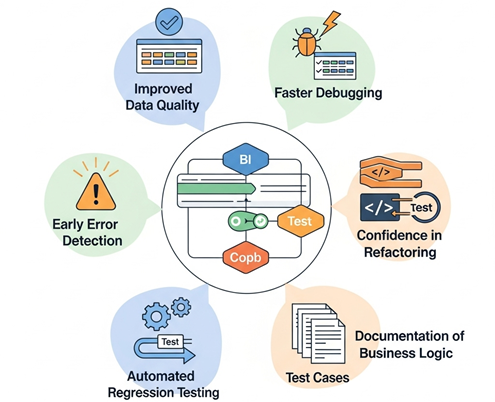 Improved
Data Quality
Faster Debugging
BI
Early Error
Detection
Test
Copb
</>
</>
Test
Confidence in
Refactoring
Test
Automated
Regression Testing
Test Cases
Documentation of
Business Logic